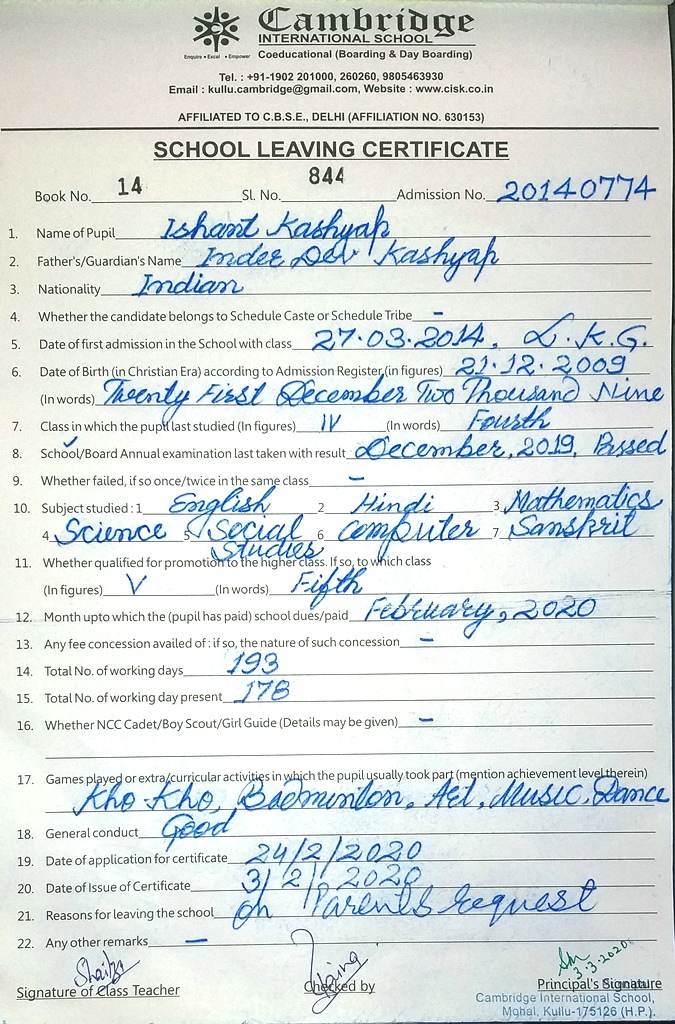 Cambridge
INTERNATIONAL SCHOOL
Enquire • Excel • Empower
Coeducational (Boarding & Day Boarding)
Tel. : +91-1902 201000, 260260, 9805463930
Email : kullu.cambridge@gmail.com, Website : www.cisk.co.in
AFFILIATED TO C.B.S.E., DELHI (AFFILIATION NO. 630153)
SCHOOL LEAVING CERTIFICATE
Book No. 14 Sl. No. 844 Admission No. 20140774
1. Name of Pupil Ishant Kashyap
2. Father's/Guardian's Name Inder Dev Kashyap
3. Nationality Indian
4. Whether the candidate belongs to Schedule Caste or Schedule Tribe -
5. Date of first admission in the School with class 27.03.2014, L.K.G.
6. Date of Birth (in Christian Era) according to Admission Register,(in figures) 21.12.2009
(In words) Twenty First December Two Thousand Nine
7. Class in which the pupil last studied (In figures) IV (In words) Fourth
8. School/Board Annual examination last taken with result December, 2019, Passed
9. Whether failed, if so once/twice in the same class -
10. Subject studied : 1 English 2 Hindi 3 Mathematics
4 Science 5 Social Studies 6 Computer 7 Sanskrit
11. Whether qualified for promotion to the higher class. If so, to which class
(In figures) V (In words) Fifth
12. Month upto which the (pupil has paid) school dues/paid February, 2020
13. Any fee concession availed of : if so, the nature of such concession -
14. Total No. of working days 193
15. Total No. of working day present 178
16. Whether NCC Cadet/Boy Scout/Girl Guide (Details may be given) -
17. Games played or extra/curricular activities in which the pupil usually took part (mention achievement level therein)
Kho-Kho, Badminton, Art, Music, Dance
18. General conduct Good
19. Date of application for certificate 24/2/2020
20. Date of Issue of Certificate 3/2/2020
21. Reasons for leaving the school on Parent's request
22. Any other remarks -
3.3.2020
Signature of Class Teacher Checked by Principal's Signature
Cambridge International School,
Mohal, Kullu-175126 (H.P.)